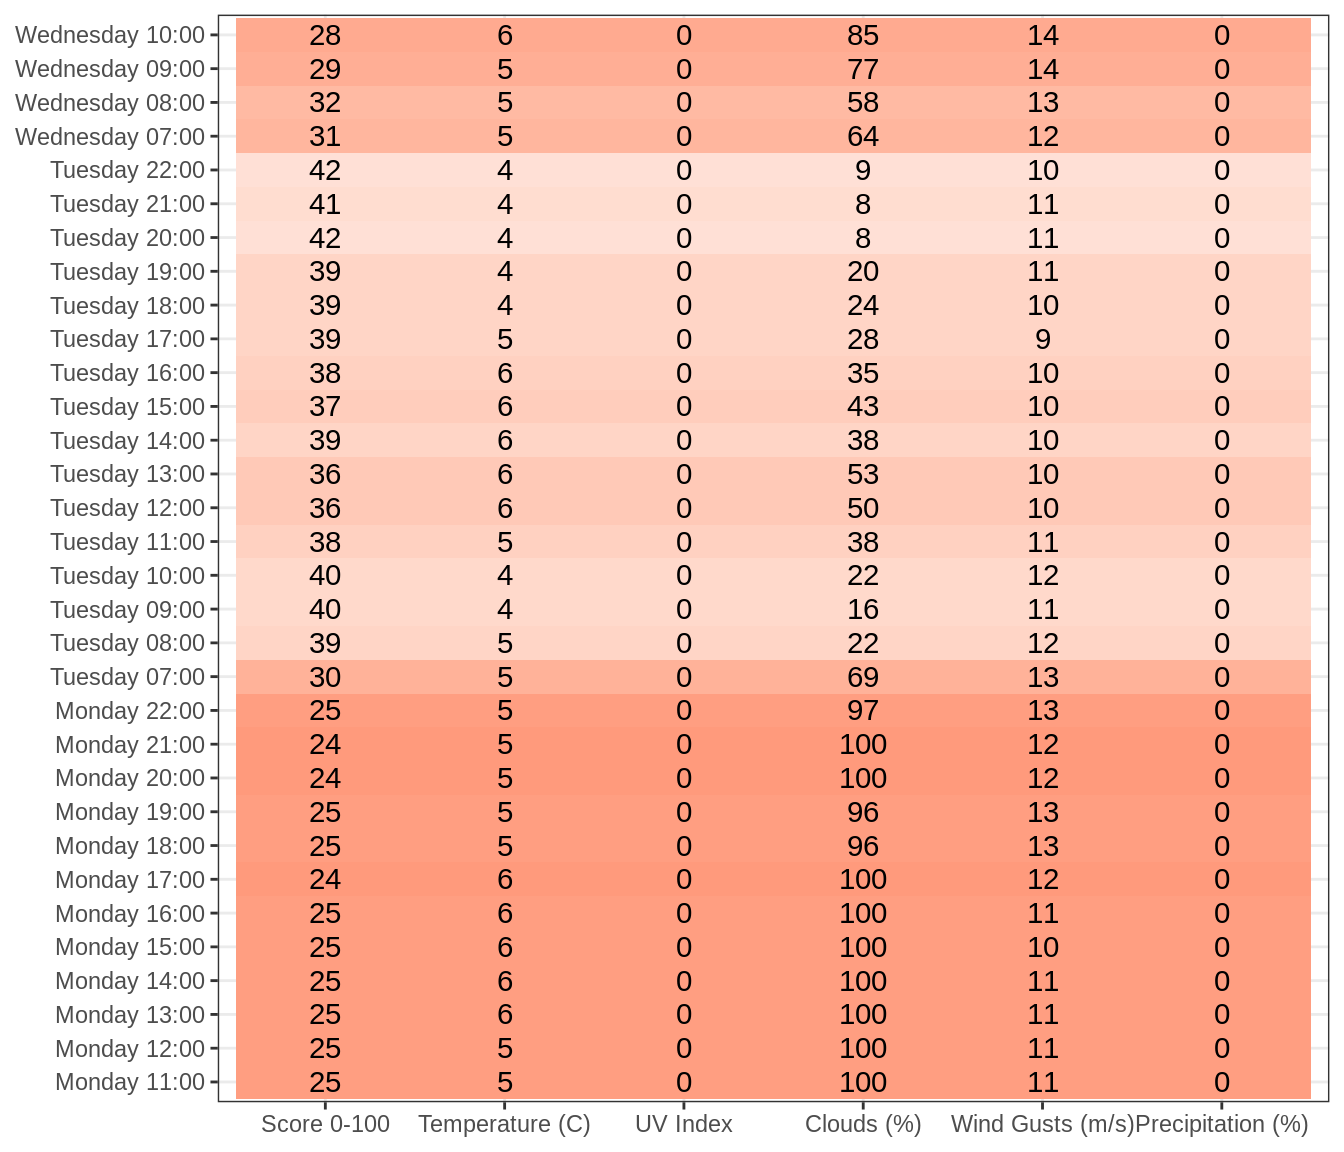 Wednesday 10:00 28 6 0 85 14 0
Wednesday 09:00 29 5 0 77 14 0
Wednesday 08:00 32 5 0 58 13 0
Wednesday 07:00 31 5 0 64 12 0
Tuesday 22:00 42 4 0 9 10 0
Tuesday 21:00 41 4 0 8 11 0
Tuesday 20:00 42 4 0 8 11 0
Tuesday 19:00 39 4 0 20 11 0
Tuesday 18:00 39 4 0 24 10 0
Tuesday 17:00 39 5 0 28 9 0
Tuesday 16:00 38 6 0 35 10 0
Tuesday 15:00 37 6 0 43 10 0
Tuesday 14:00 39 6 0 38 10 0
Tuesday 13:00 36 6 0 53 10 0
Tuesday 12:00 36 6 0 50 10 0
Tuesday 11:00 38 5 0 38 11 0
Tuesday 10:00 40 4 0 22 12 0
Tuesday 09:00 40 4 0 16 11 0
Tuesday 08:00 39 5 0 22 12 0
Tuesday 07:00 30 5 0 69 13 0
Monday 22:00 25 5 0 97 13 0
Monday 21:00 24 5 0 100 12 0
Monday 20:00 24 5 0 100 12 0
Monday 19:00 25 5 0 96 13 0
Monday 18:00 25 5 0 96 13 0
Monday 17:00 24 6 0 100 12 0
Monday 16:00 25 6 0 100 11 0
Monday 15:00 25 6 0 100 10 0
Monday 14:00 25 6 0 100 11 0
Monday 13:00 25 6 0 100 11 0
Monday 12:00 25 5 0 100 11 0
Monday 11:00 25 5 0 100 11 0
Score 0-100 Temperature (C) UV Index Clouds (%) Wind Gusts (m/s) Precipitation (%)